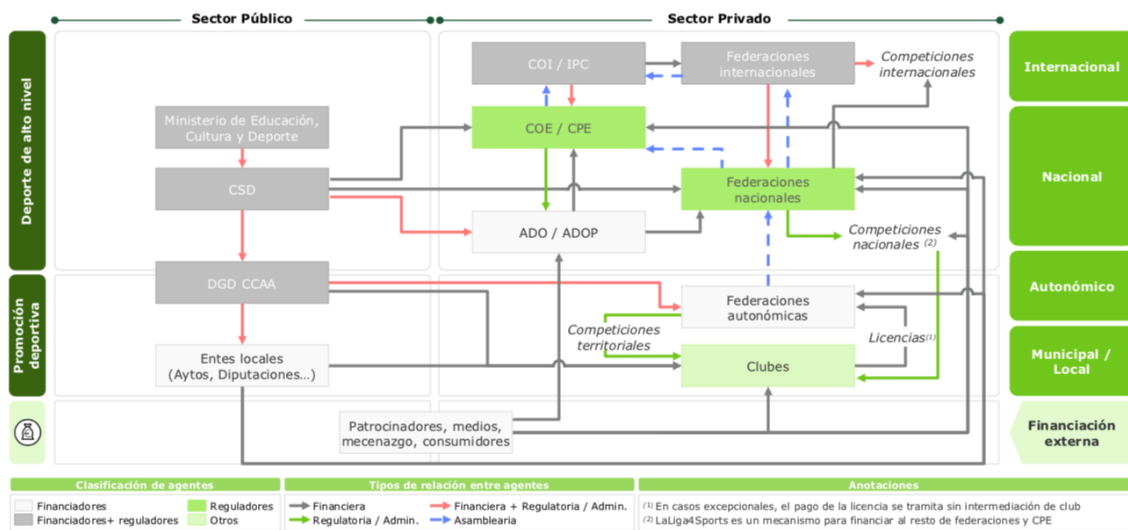 Sector Público
Sector Privado
Deporte de alto nivel
Promoción
deportiva
COI / IPC
Federaciones
internacionales
Competiciones
internacionales
Internacional
Ministerio de Educación,
Cultura y Deporte
COE / CPE
CSD
Federaciones
nacionales
Nacional
ADO / ADOP
Competiciones
nacionales (2)
DGD CCAA
Federaciones
autonómicas
Autonómico
Competiciones
territoriales
Licencias(1)
Entes locales
(Aytos, Diputaciones...)
Clubes
Municipal /
Local
Patrocinadores, medios,
mecenazgo, consumidores
Financiación
externa
Clasificación de agentes
Tipos de relación entre agentes
Anotaciones
Financiadores
Reguladores
Financiadores+ reguladores
Otros
Financiera
Financiera + Regulatoria / Admin.
Regulatoria / Admin.
Asamblearia
(1) En casos excepcionales, el pago de la licencia se tramita sin intermediación de club
(2) LaLiga4Sports es un mecanismo para financiar al resto de federaciones y CPE